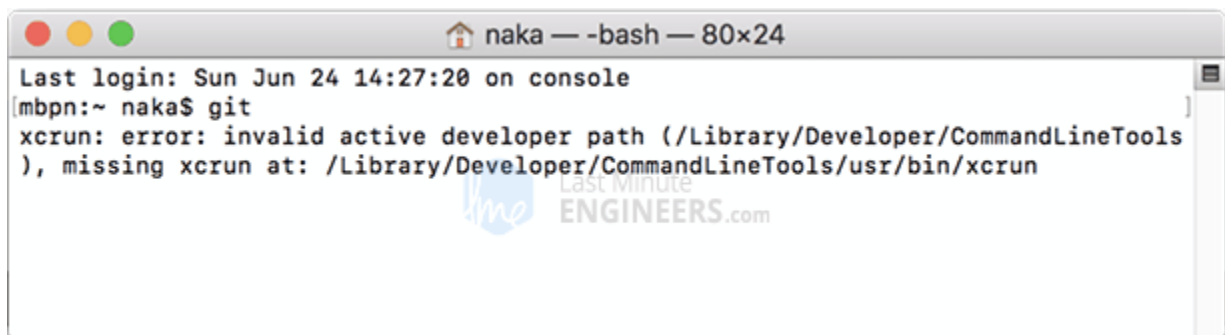 naka — -bash — 80×24
Last login: Sun Jun 24 14:27:20 on console
[mbpn:~ naka$ git ]
xcrun: error: invalid active developer path (/Library/Developer/CommandLineTools
), missing xcrun at: /Library/Developer/CommandLineTools/usr/bin/xcrun
lme
Last Minute
ENGINEERS.com